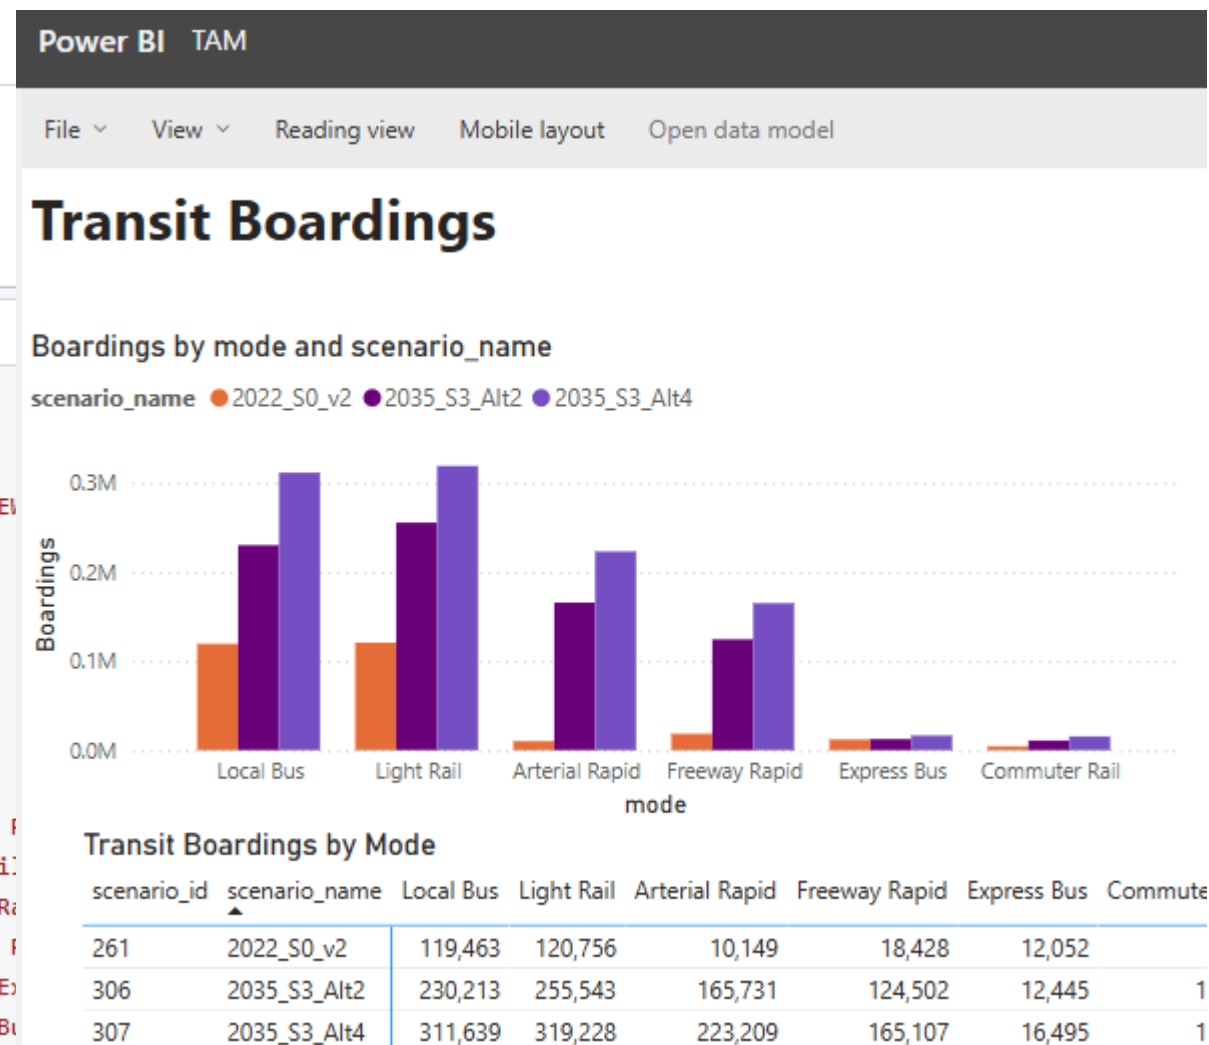 Power BI TAM
File View Reading view Mobile layout Open data model
Transit Boardings
Boardings by mode and scenario_name
scenario_name 2022_S0_v2 2035_S3_Alt2 2035_S3_Alt4
0.3M
0.2M
0.1M
0.0M
Boardings
Local Bus Light Rail Arterial Rapid Freeway Rapid Express Bus Commuter Rail
mode
Transit Boardings by Mode
scenario_id scenario_name Local Bus Light Rail Arterial Rapid Freeway Rapid Express Bus Commute
261 2022_S0_v2 119,463 120,756 10,149 18,428 12,052
306 2035_S3_Alt2 230,213 255,543 165,731 124,502 12,445 1
307 2035_S3_Alt4 311,639 319,228 223,209 165,107 16,495 1